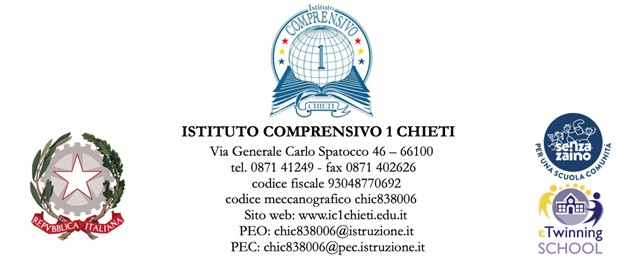 Istituto
COMPRENSIVO
1
CHIETI
ISTITUTO COMPRENSIVO 1 CHIETI
Via Generale Carlo Spatocco 46 – 66100
tel. 0871 41249 - fax 0871 402626
codice fiscale 93048770692
codice meccanografico chic838006
Sito web: www.ic1chieti.edu.it
PEO: chic838006@istruzione.it
PEC: chic838006@pec.istruzione.it
REPVBBLICA ITALIANA
senza
zaino
PER UNA SCUOLA COMUNITÀ
eTwinning
SCHOOL